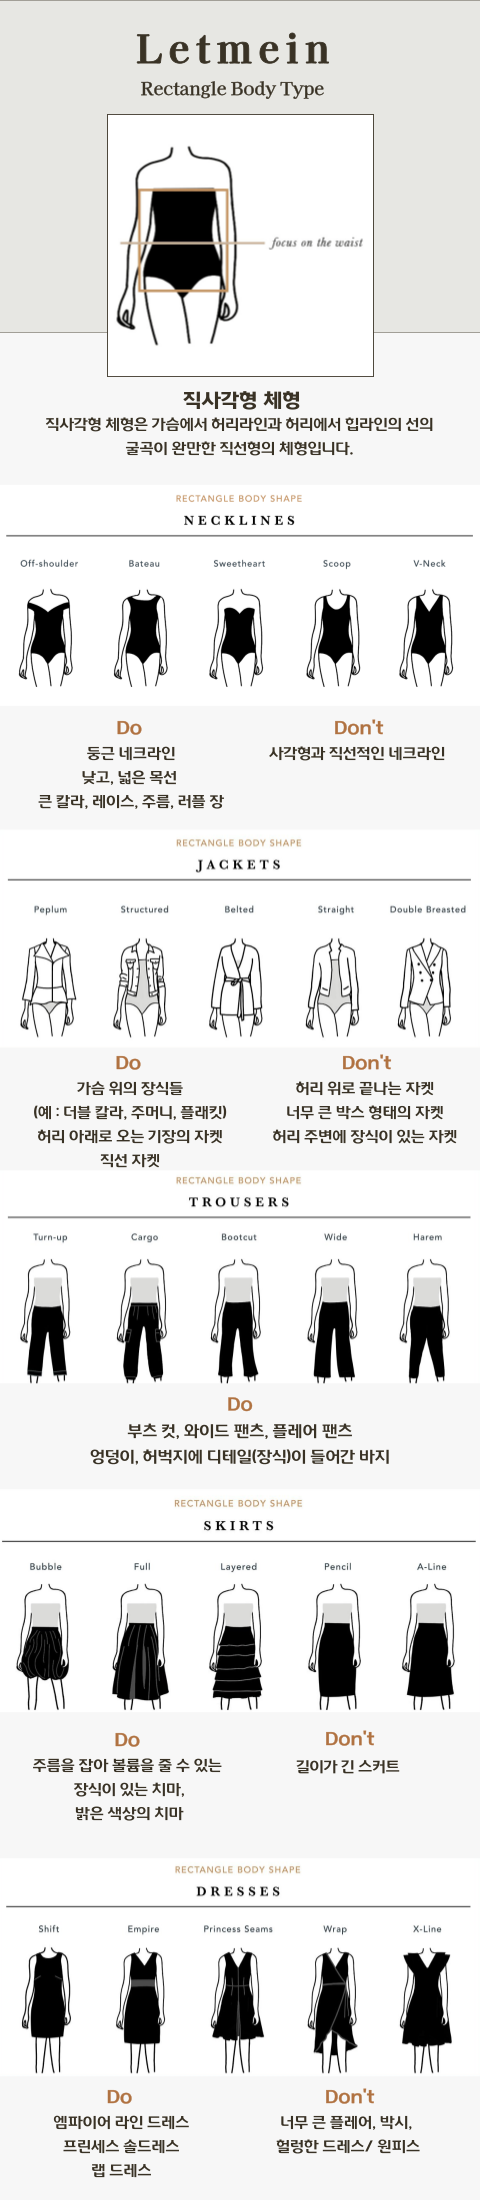 Letmein
Rectangle Body Type
focus on the waist
직사각형 체형
직사각형 체형은 가슴에서 허리라인과 허리에서 힙라인의 선의
굴곡이 완만한 직선형의 체형입니다.
RECTANGLE BODY SHAPE
NECKLINES
Off-shoulder Bateau Sweetheart Scoop V-Neck
Do
둥근 네크라인
낮고, 넓은 목선
큰 칼라, 레이스, 주름, 러플 장
Don't
사각형과 직선적인 네크라인
RECTANGLE BODY SHAPE
JACKETS
Peplum Structured Belted Straight Double Breasted
Do
가슴 위의 장식들
(예 : 더블 칼라, 주머니, 플래킷)
허리 아래로 오는 기장의 자켓
직선 자켓
Don't
허리 위로 끝나는 자켓
너무 큰 박스 형태의 자켓
허리 주변에 장식이 있는 자켓
RECTANGLE BODY SHAPE
TROUSERS
Turn-up Cargo Bootcut Wide Harem
Do
부츠 컷, 와이드 팬츠, 플레어 팬츠
엉덩이, 허벅지에 디테일(장식)이 들어간 바지
RECTANGLE BODY SHAPE
SKIRTS
Bubble Full Layered Pencil A-Line
Do
주름을 잡아 볼륨을 줄 수 있는
장식이 있는 치마,
밝은 색상의 치마
Don't
길이가 긴 스커트
RECTANGLE BODY SHAPE
DRESSES
Shift Empire Princess Seams Wrap X-Line
Do
엠파이어 라인 드레스
프린세스 솔드레스
랩 드레스
Don't
너무 큰 플레어, 박시,
헐렁한 드레스/ 원피스